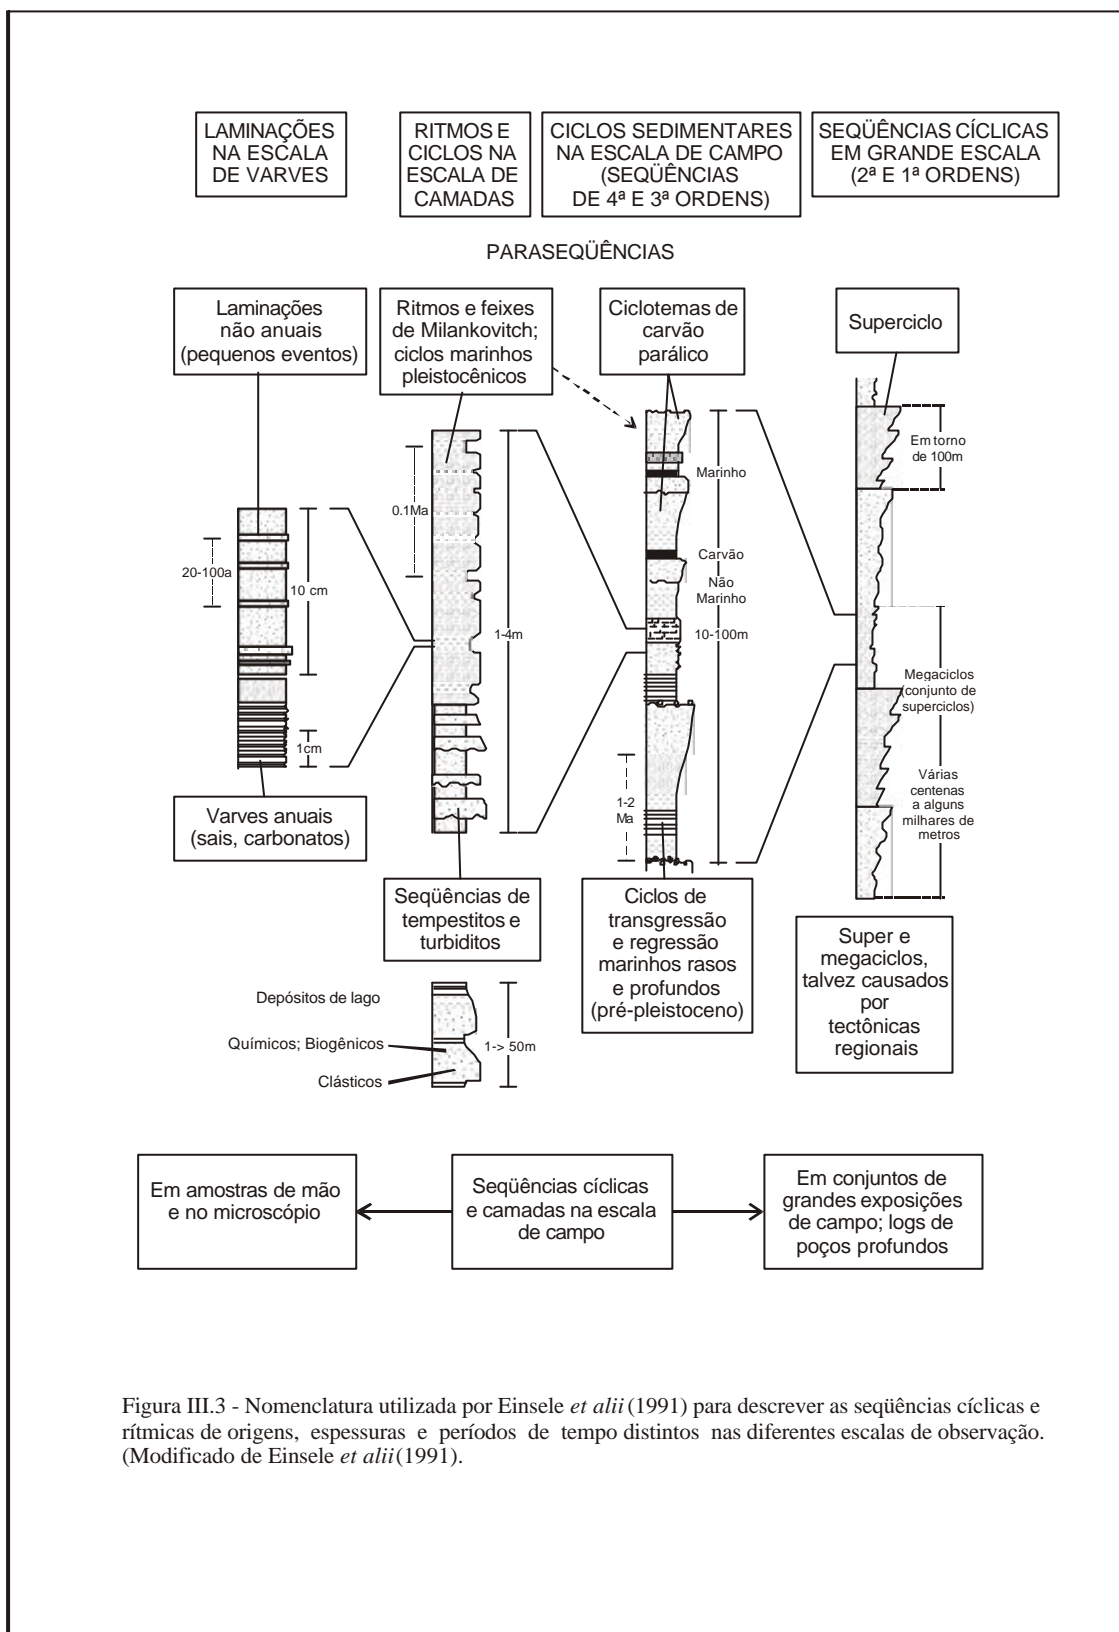 LAMINAÇÕES
NA ESCALA
DE VARVES
RITMOS E
CICLOS NA
ESCALA DE
CAMADAS
CICLOS SEDIMENTARES
NA ESCALA DE CAMPO
(SEQÜÊNCIAS
DE 4ª E 3ª ORDENS)
SEQÜÊNCIAS CÍCLICAS
EM GRANDE ESCALA
(2ª E 1ª ORDENS)
PARASEQÜÊNCIAS
Laminações
não anuais
(pequenos eventos)
Ritmos e feixes
de Milankovitch;
ciclos marinhos
pleistocênicos
Ciclotemas de
carvão
parálico
Superciclo
20-100a
10 cm
1cm
Varves anuais
(sais, carbonatos)
0.1Ma
1-4m
Seqüências de
tempestitos e
turbiditos
Marinho
Carvão
Não
Marinho
10-100m
1-2
Ma
Ciclos de
transgressão
e regressão
marinhos rasos
e profundos
(pré-pleistoceno)
Em torno
de 100m
Megaciclos
(conjunto de
superciclos)
Várias
centenas
a alguns
milhares de
metros
Super e
megaciclos,
talvez causados
por
tectônicas
regionais
Depósitos de lago
Químicos; Biogênicos
Clásticos
1-> 50m
Em amostras de mão
e no microscópio
Seqüências cíclicas
e camadas na escala
de campo
Em conjuntos de
grandes exposições
de campo; logs de
poços profundos
Figura III.3 - Nomenclatura utilizada por Einsele et alii (1991) para descrever as seqüências cíclicas e
rítmicas de origens, espessuras e períodos de tempo distintos nas diferentes escalas de observação.
(Modificado de Einsele et alii(1991).